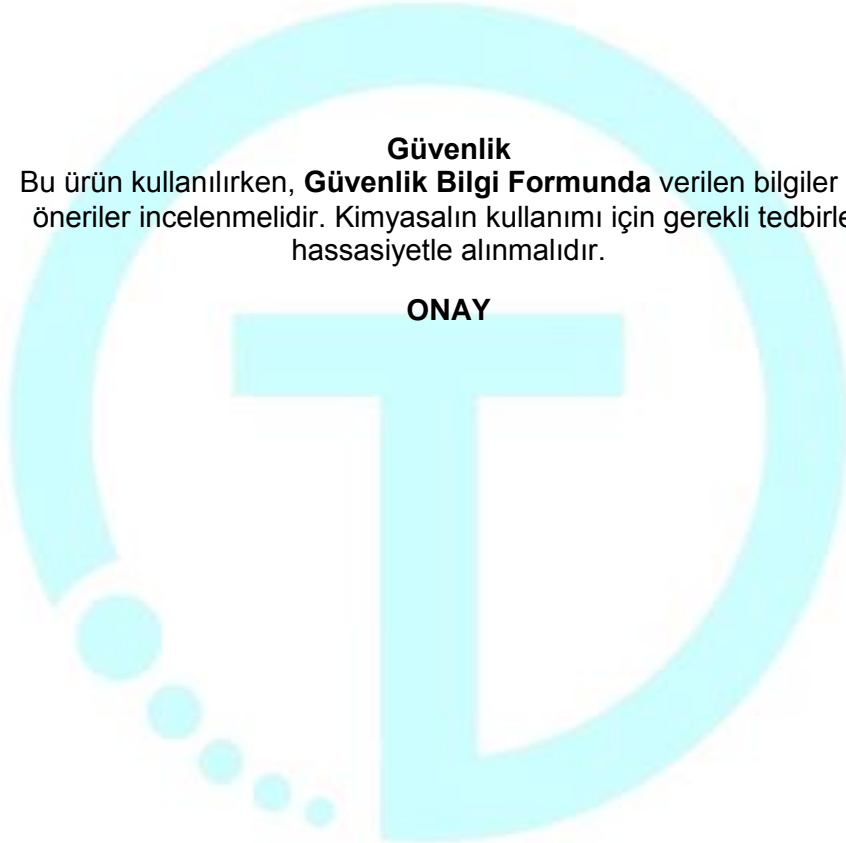 Güvenlik
Bu ürün kullanılırken, Güvenlik Bilgi Formunda verilen bilgiler
öneriler incelenmelidir. Kimyasalın kullanımı için gerekli tedbirle
hassasiyetle alınmalıdır.
ONAY